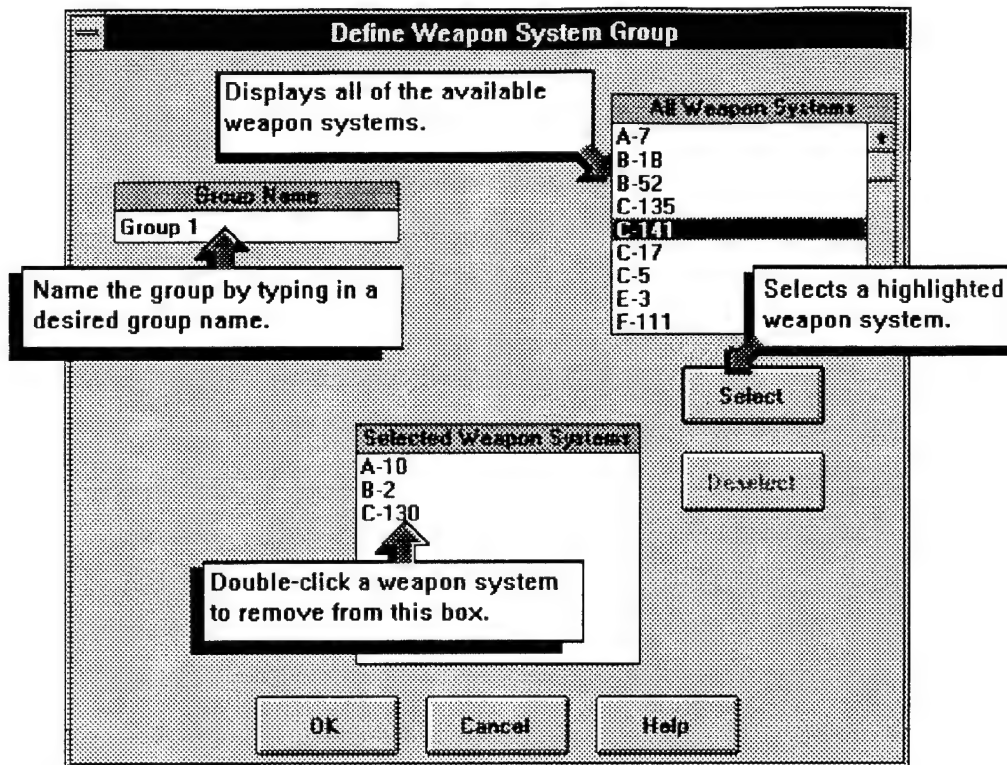 Define Weapon System Group
Displays all of the available
weapon systems.
All Weapon Systems
A-7
B-1B
B-52
C-135
C-141
C-17
C-5
E-3
F-111
Group Name
Group 1
Name the group by typing in a
desired group name.
Selects a highlighted
weapon system.
Select
Deselect
Selected Weapon Systems
A-10
B-2
C-130
Double-click a weapon system
to remove from this box.
OK
Cancel
Help